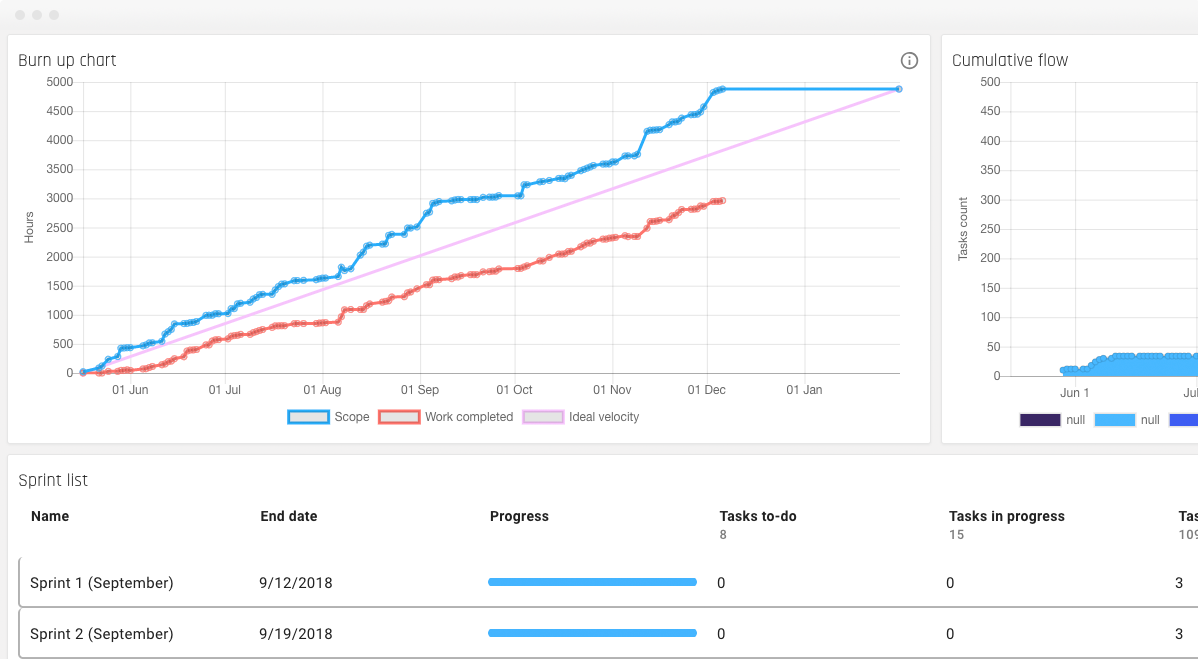 Burn up chart
5000
4500
4000
3500
3000
2500
2000
1500
1000
500
0
Hours
01 Jun 01 Jul 01 Aug 01 Sep 01 Oct 01 Nov 01 Dec 01 Jan
Scope Work completed Ideal velocity
Cumulative flow
500
450
400
350
300
250
200
150
100
50
0
Tasks count
Jun 1
null null
Sprint list
Name End date Progress Tasks to-do Tasks in progress
8 15 109
Sprint 1 (September) 9/12/2018 0 0 3
Sprint 2 (September) 9/19/2018 0 0 3